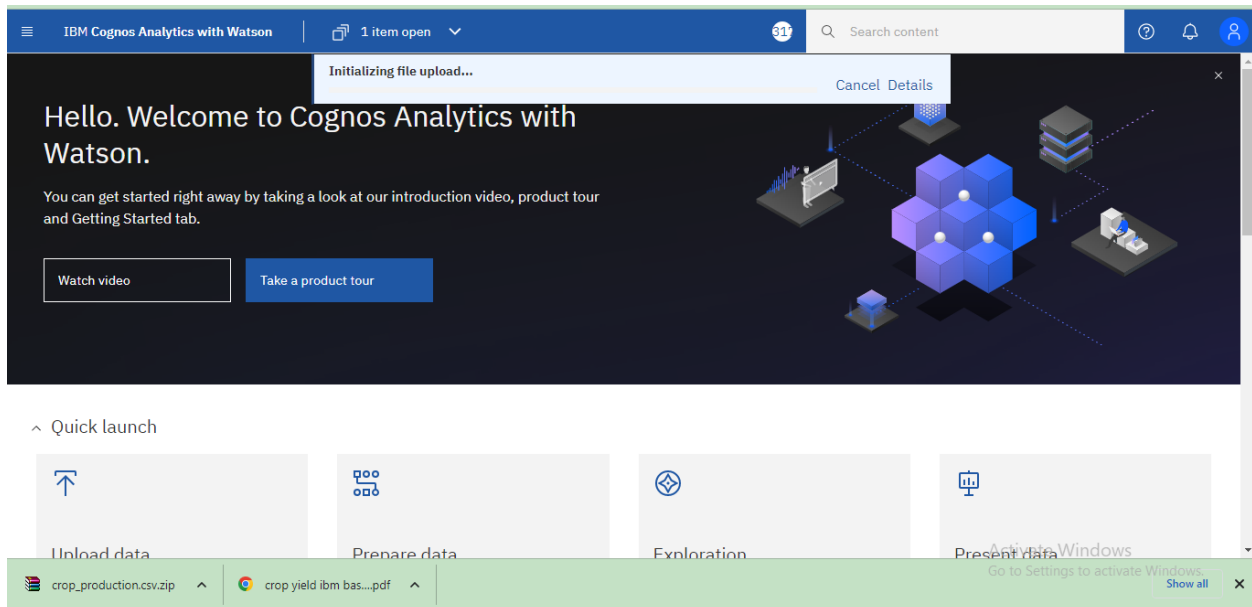 IBM Cognos Analytics with Watson
1 item open
31?
Search content
Initializing file upload...
Cancel Details
Hello. Welcome to Cognos Analytics with
Watson.
You can get started right away by taking a look at our introduction video, product tour
and Getting Started tab.
Watch video
Take a product tour
Quick launch
Upload data
Prepare data
Exploration
Present data
Activate Windows
Go to Settings to activate Windows.
crop_production.csv.zip
crop yield ibm bas....pdf
Show all